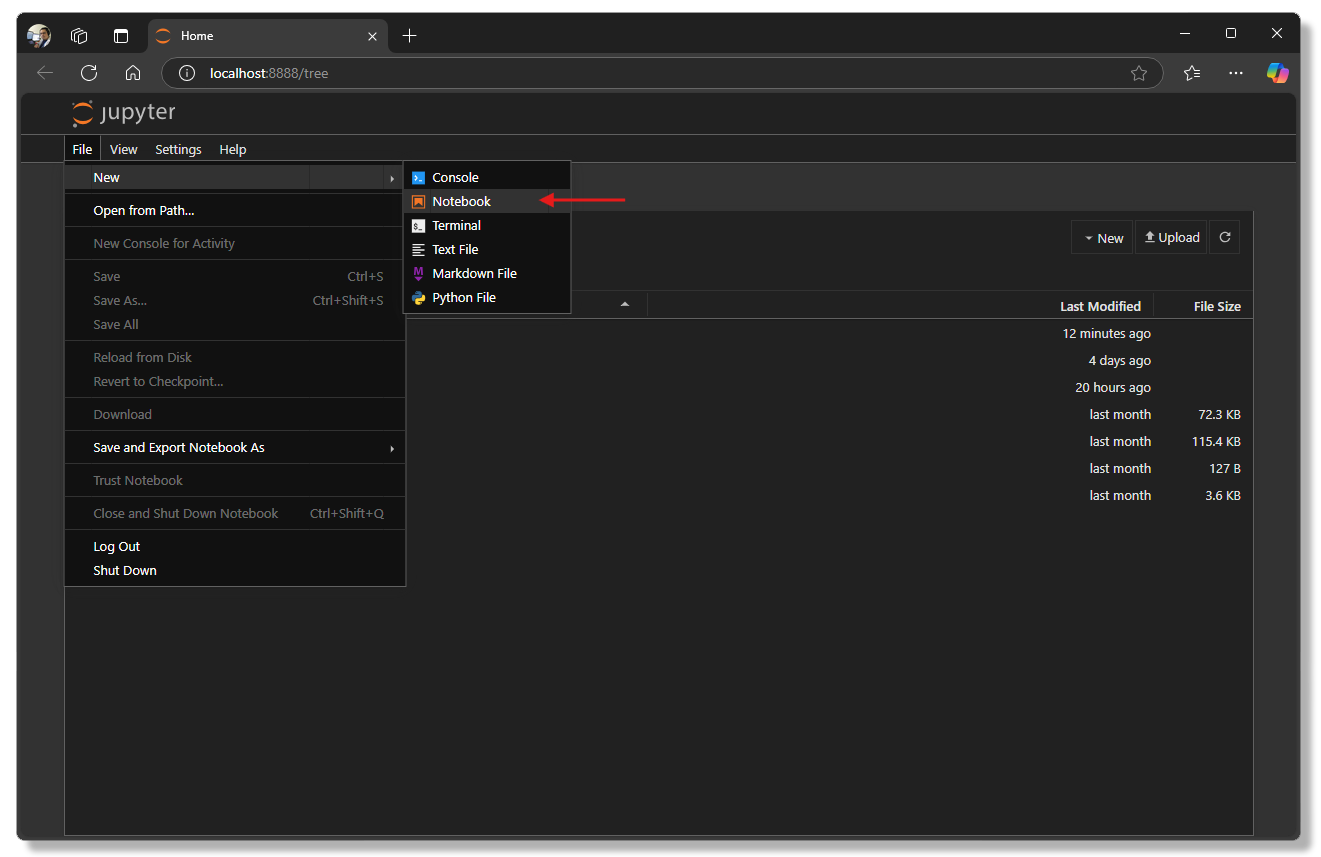 Home
localhost:8888/tree
jupyter
File View Settings Help
New
Console
Notebook
Terminal
Text File
Markdown File
Python File
Open from Path...
New Console for Activity
Save Ctrl+S
Save As... Ctrl+Shift+S
Save All
Reload from Disk
Revert to Checkpoint...
Download
Save and Export Notebook As
Trust Notebook
Close and Shut Down Notebook Ctrl+Shift+Q
Log Out
Shut Down
New Upload
Last Modified File Size
12 minutes ago
4 days ago
20 hours ago
last month 72.3 KB
last month 115.4 KB
last month 127 B
last month 3.6 KB